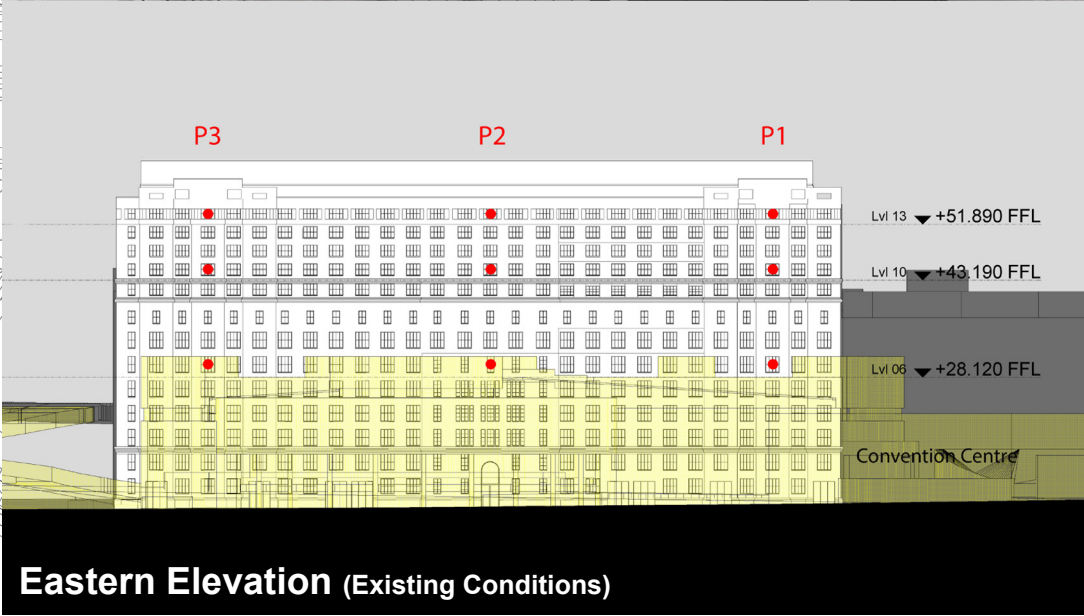 P3 P2 P1
Lvl 13 +51.890 FFL
Lvl 10 +43.190 FFL
Lvl 06 +28.120 FFL
Convention Centre
Eastern Elevation (Existing Conditions)